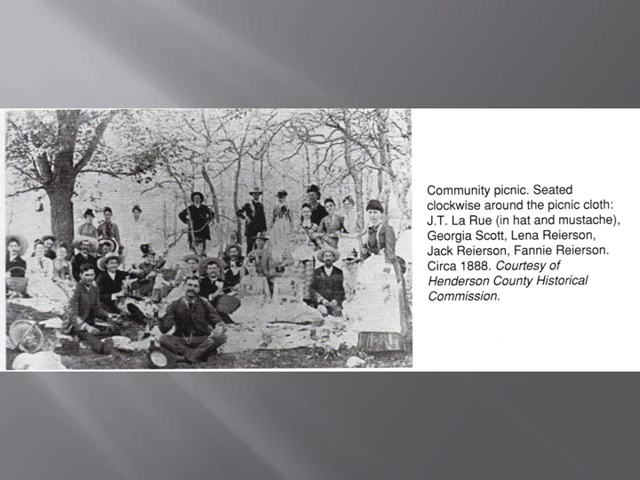 Community picnic. Seated
clockwise around the picnic cloth:
J.T. La Rue (in hat and mustache),
Georgia Scott, Lena Reierson,
Jack Reierson, Fannie Reierson.
Circa 1888. Courtesy of
Henderson County Historical
Commission.